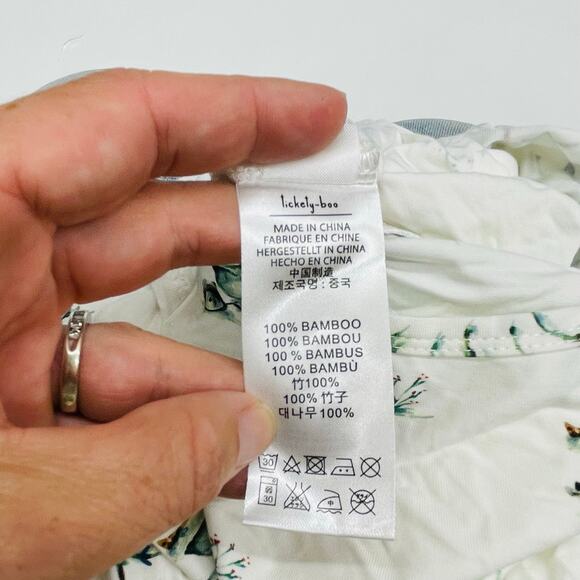 lickety-boo
MADE IN CHINA
FABRIQUE EN CHINE
HERGESTELLT IN CHINA
HECHO EN CHINA
中国制造
제조국명 : 중국
100% BAMBOO
100% BAMBOU
100 % BAMBUS
100% BAMBÙ
竹100%
100% 竹子
대나무 100%
30
30